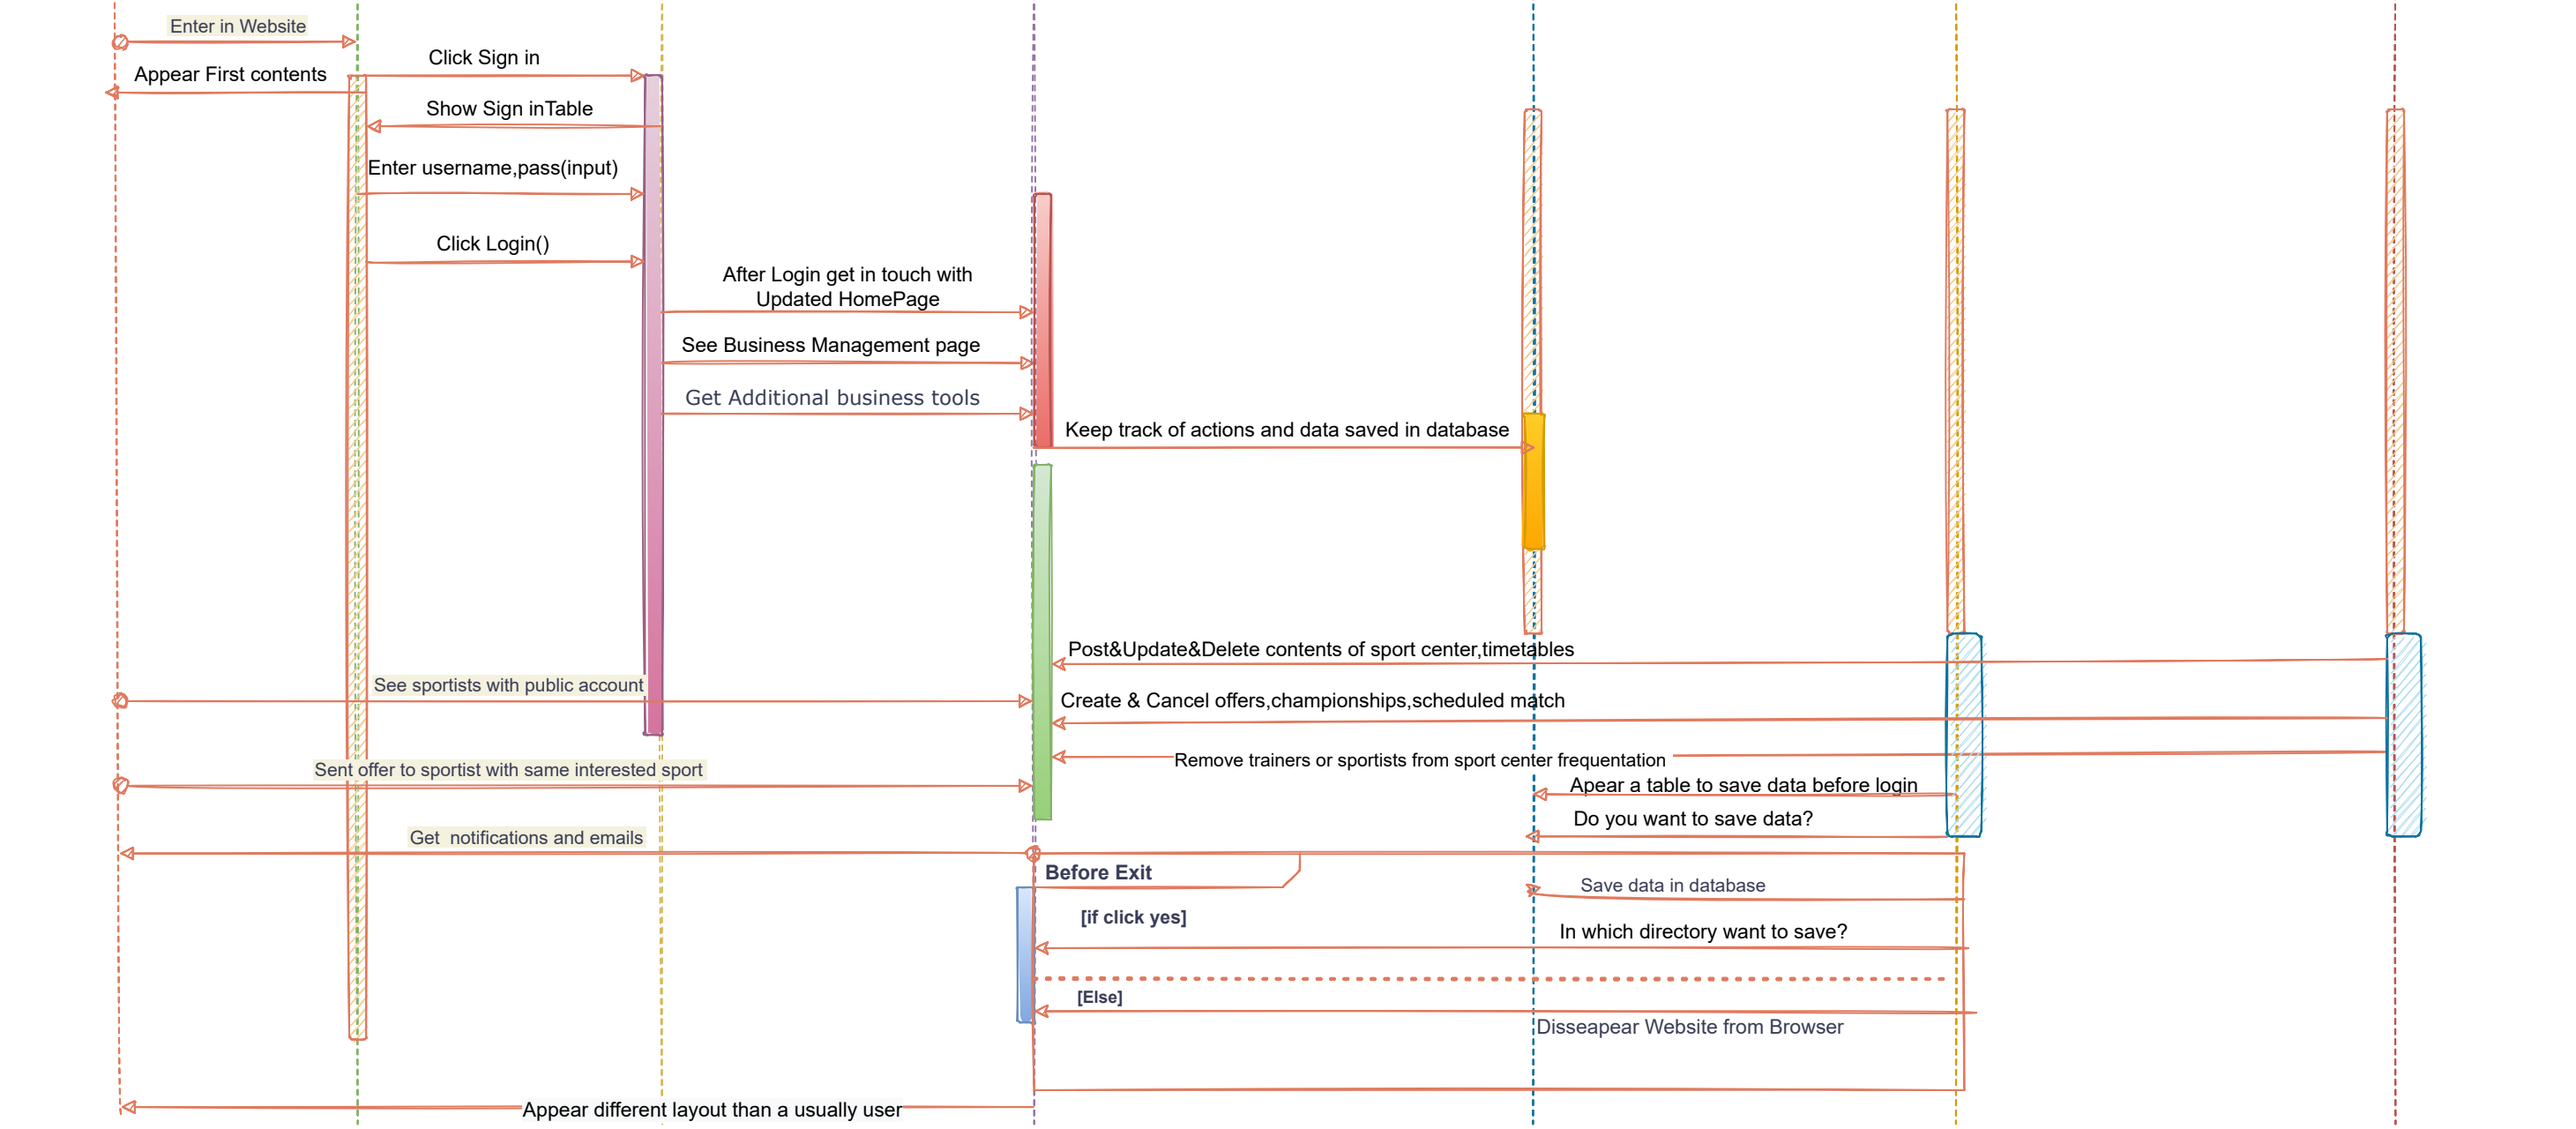 Enter in Website
Click Sign in
Appear First contents
Show Sign inTable
Enter username,pass(input)
Click Login()
After Login get in touch with
Updated HomePage
See Business Management page
Get Additional business tools
Keep track of actions and data saved in database
Post&Update&Delete contents of sport center,timetables
See sportists with public account
Create & Cancel offers,championships,scheduled match
Remove trainers or sportists from sport center frequentation
Sent offer to sportist with same interested sport
Apear a table to save data before login
Do you want to save data?
Get  notifications and emails
Before Exit
Save data in database
[if click yes]
In which directory want to save?
[Else]
Disseapear Website from Browser
Appear different layout than a usually user